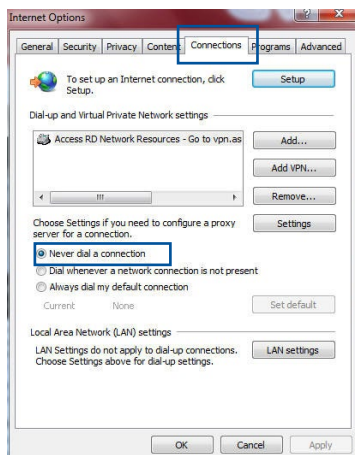 Internet Options
General Security Privacy Content Connections Programs Advanced
To set up an Internet connection, click
Setup.
Setup
Dial-up and Virtual Private Network settings
Access RD Network Resources - Go to vpn.as
Add...
Add VPN...
Remove...
Choose Settings if you need to configure a proxy
server for a connection.
Settings
Never dial a connection
Dial whenever a network connection is not present
Always dial my default connection
Current None
Set default
Local Area Network (LAN) settings
LAN Settings do not apply to dial-up connections.
Choose Settings above for dial-up settings.
LAN settings
OK Cancel Apply